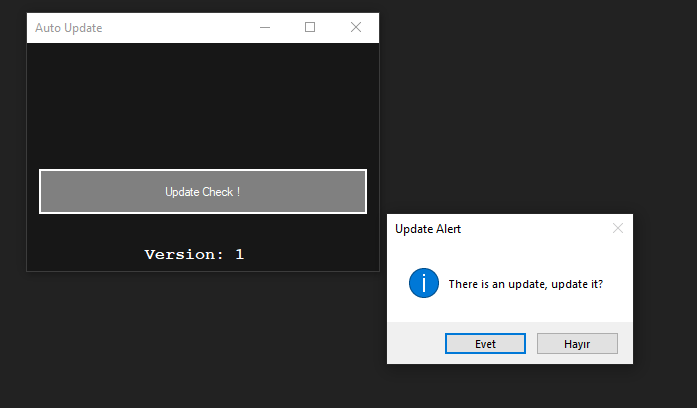 Auto Update
Update Check !
Version: 1
Update Alert
There is an update, update it?
Evet
Hayır